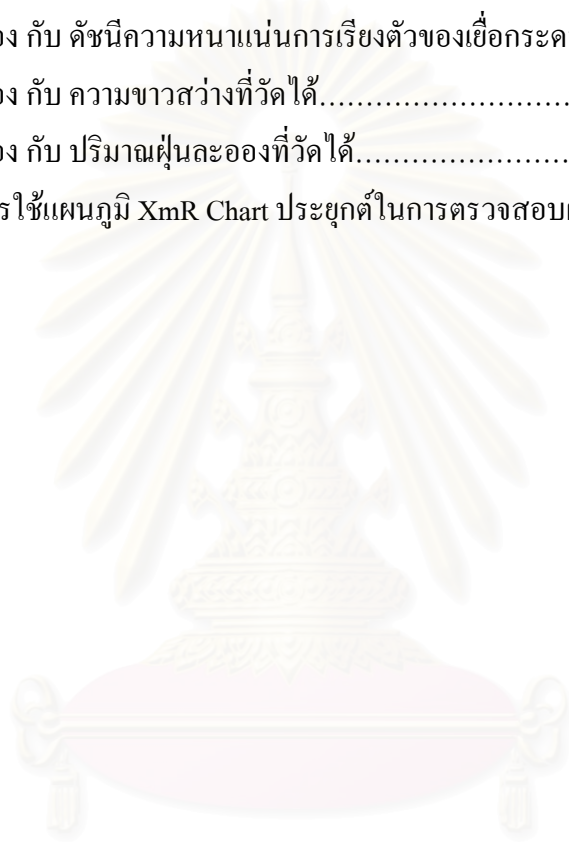 อง กับ ดัชนีความหนาแน่นการเรียงตัวของเยื่อกระด
อง กับ ความขาวสว่างที่วัดได้............................
อง กับ ปริมาณฝุ่นละอองที่วัดได้........................
รใช้แผนภูมิ XmR Chart ประยุกต์ในการตรวจสอบ